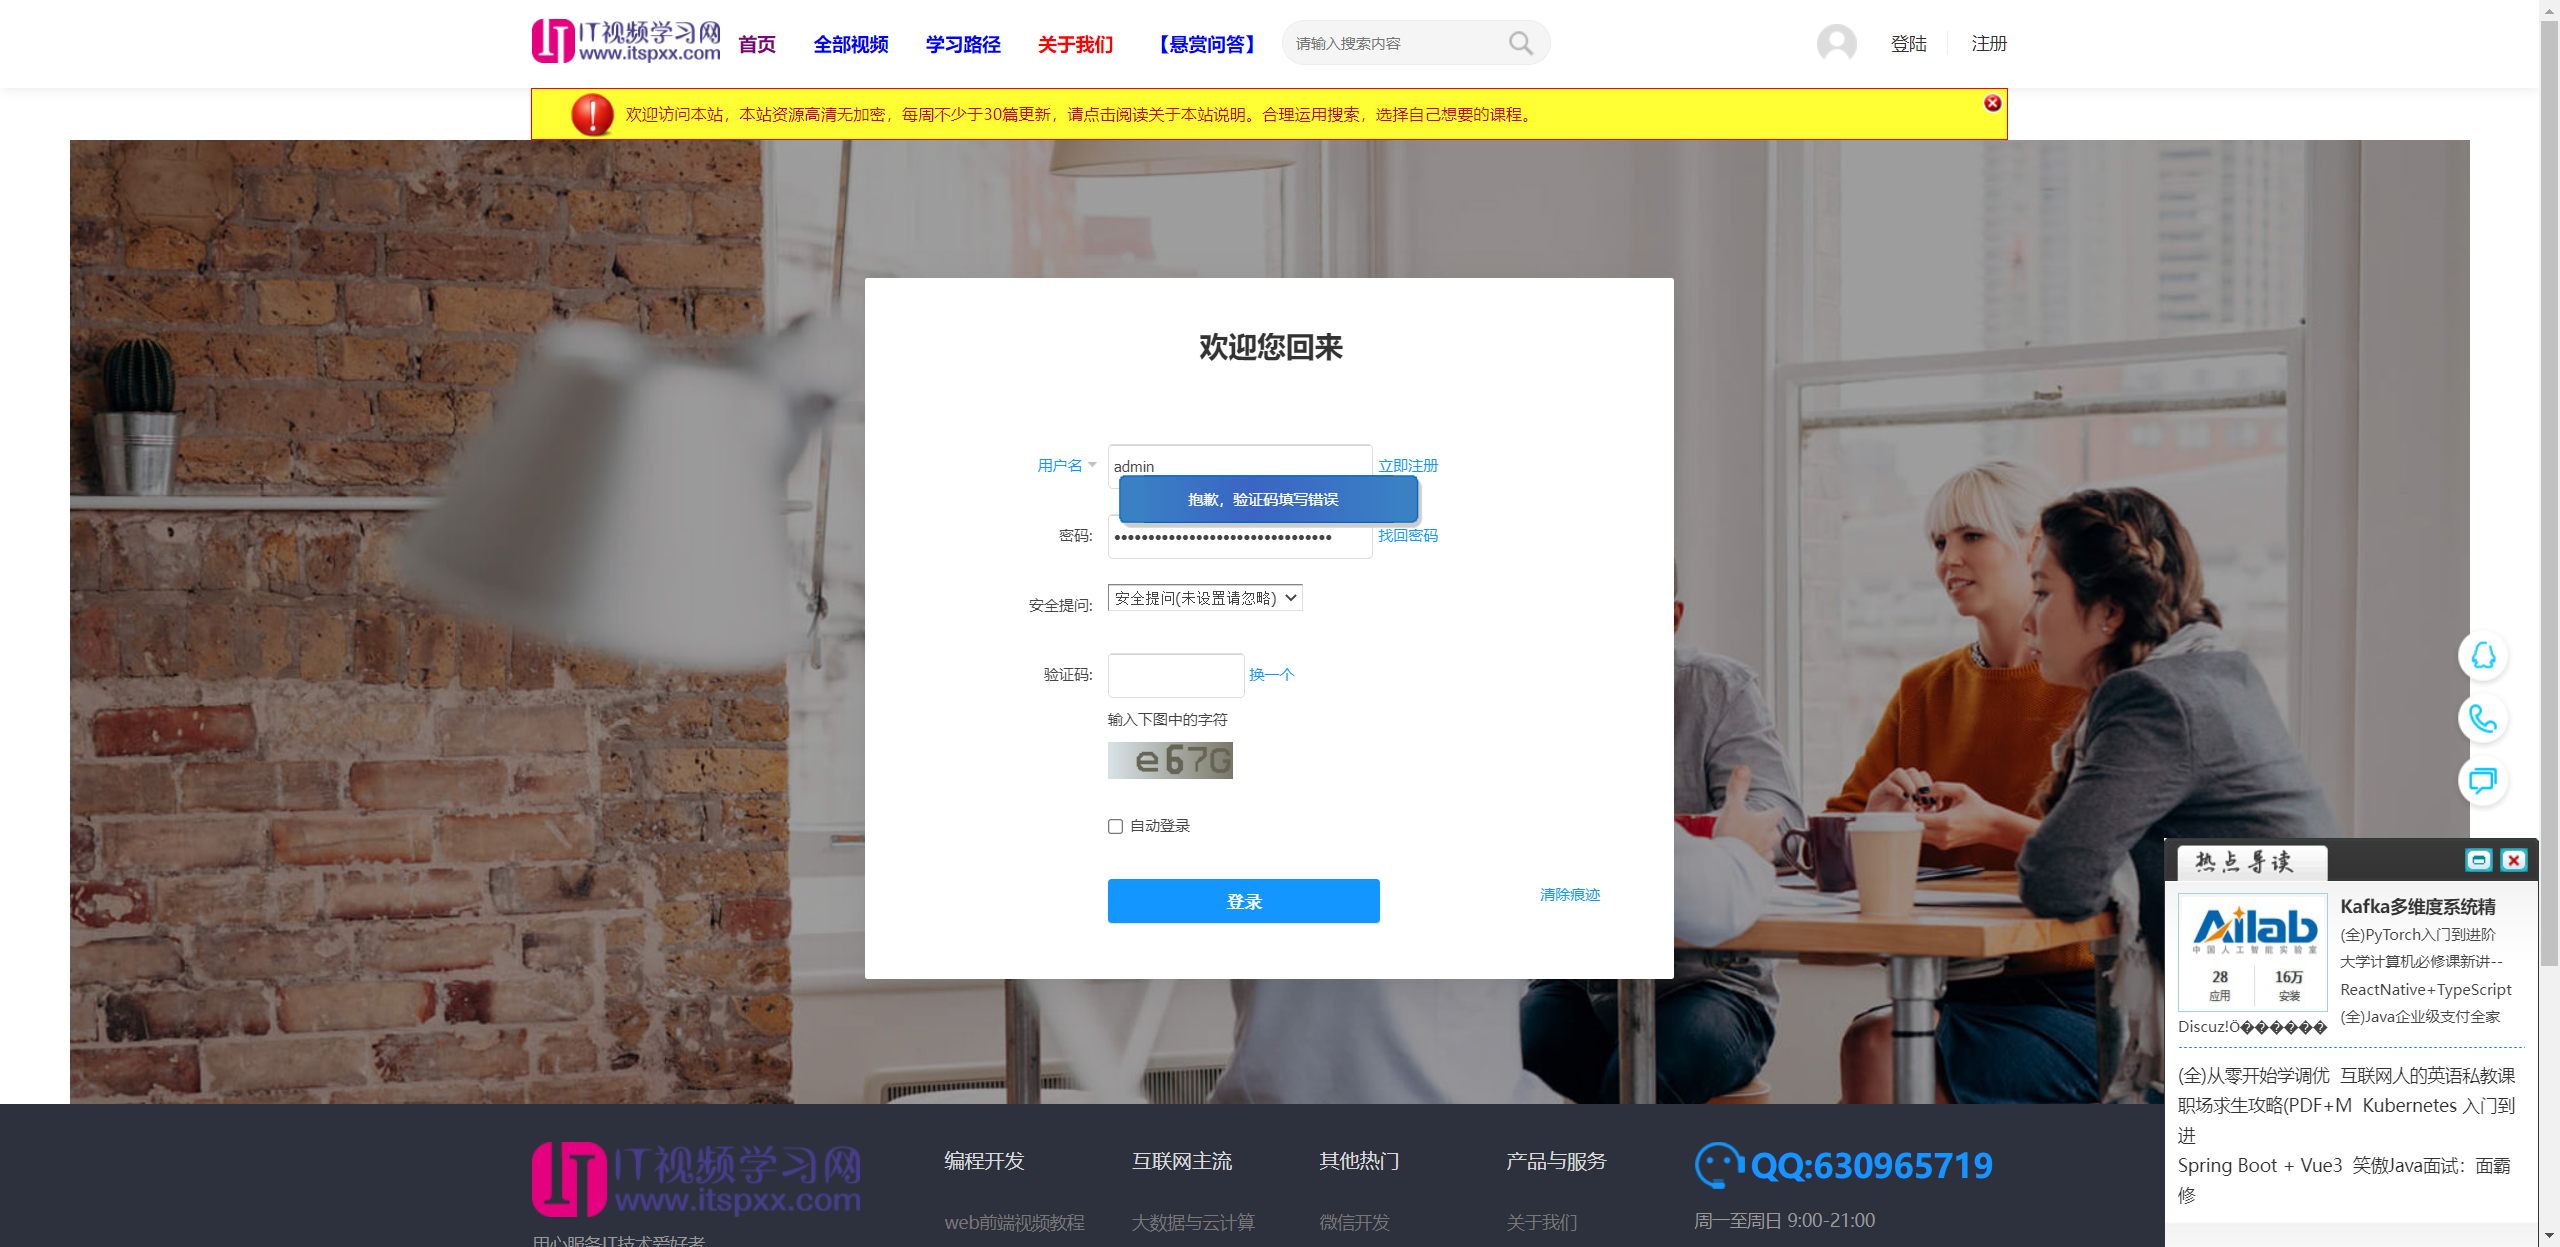 IT视频学习网
www.itspxx.com
首页
全部视频
学习路径
关于我们
【悬赏问答】
请输入搜索内容
登陆
注册
欢迎访问本站，本站资源高清无加密，每周不少于30篇更新，请点击阅读关于本站说明。合理运用搜索，选择自己想要的课程。
欢迎您回来
用户名
admin
立即注册
抱歉，验证码填写错误
密码:
找回密码
安全提问:
安全提问(未设置请忽略)
验证码:
换一个
输入下图中的字符
e67G
自动登录
登录
清除痕迹
热点导读
Ailab
中国人工智能实验室
28
16万
应用
安装
Discuz!Ö������
Kafka多维度系统精
(全)PyTorch入门到进阶
大学计算机必修课新讲--
ReactNative+TypeScript
(全)Java企业级支付全家
(全)从零开始学调优 互联网人的英语私教课
职场求生攻略(PDF+M Kubernetes 入门到
进
Spring Boot + Vue3 笑傲Java面试：面霸
修
IT视频学习网
www.itspxx.com
用心服务IT技术爱好者
编程开发
web前端视频教程
互联网主流
大数据与云计算
其他热门
微信开发
产品与服务
关于我们
QQ:630965719
周一至周日 9:00-21:00